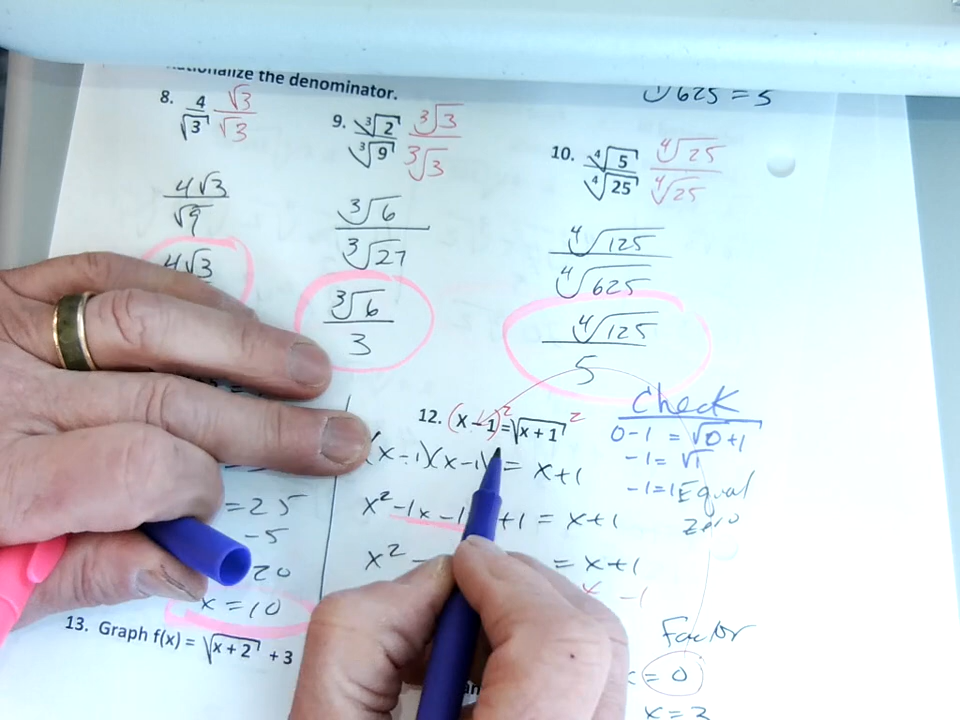 the denominator.
∜625 = 5
8. 4/√3 √3/√3
9. ∛2/∛9 ∛3/∛3
10. ∜5/∜25 ∜25/∜25
4√3/√9
∛6/∛27
∜125/∜625
4√3
∛6/3
∜125/5
12. (x - 1)² = √x + 1 ²
Check
0-1 = √0+1
-1 = √1
-1 = 1 Equal
Zero
(x-1)(x-1) = x+1
x² -1x -1 +1 = x+1
x² - = x+1
x -1
= 25
-5
20
x = 10
Factor
= 0
x = 3
13. Graph f(x) = √x + 2 + 3